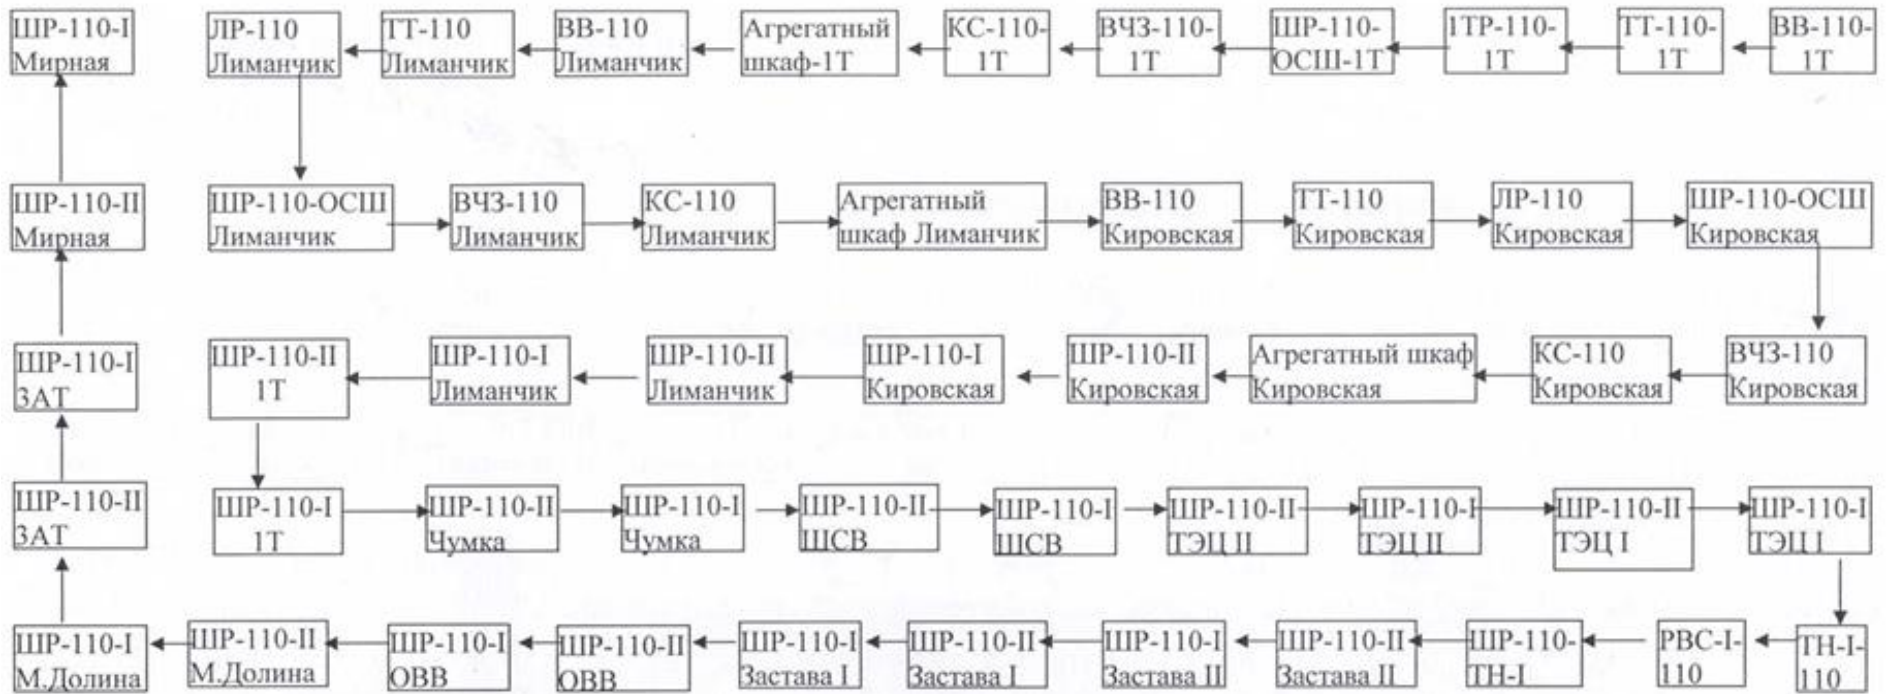 ШР-110-I
Мирная
ЛР-110
Лиманчик
ТТ-110
Лиманчик
ВВ-110
Лиманчик
Агрегатный
шкаф-1Т
КС-110-
1Т
ВЧЗ-110-
1Т
ШР-110-
ОСШ-1Т
1ТР-110-
1Т
ТТ-110-
1Т
ВВ-110-
1Т
ШР-110-II
Мирная
ШР-110-ОСШ
Лиманчик
ВЧЗ-110
Лиманчик
КС-110
Лиманчик
Агрегатный
шкаф Лиманчик
ВВ-110
Кировская
ТТ-110
Кировская
ЛР-110
Кировская
ШР-110-ОСШ
Кировская
ШР-110-I
3АТ
ШР-110-II
1Т
ШР-110-I
Лиманчик
ШР-110-II
Лиманчик
ШР-110-I
Кировская
ШР-110-II
Кировская
Агрегатный шкаф
Кировская
КС-110
Кировская
ВЧЗ-110
Кировская
ШР-110-II
3АТ
ШР-110-I
1Т
ШР-110-II
Чумка
ШР-110-I
Чумка
ШР-110-II
ШСВ
ШР-110-I
ШСВ
ШР-110-II
ТЭЦ II
ШР-110-I
ТЭЦ II
ШР-110-II
ТЭЦ I
ШР-110-I
ТЭЦ I
ШР-110-I
М.Долина
ШР-110-II
М.Долина
ШР-110-I
ОВВ
ШР-110-II
ОВВ
ШР-110-I
Застава I
ШР-110-II
Застава I
ШР-110-I
Застава II
ШР-110-II
Застава II
ШР-110-
ТН-I
РВС-I-
110
ТН-I-
110